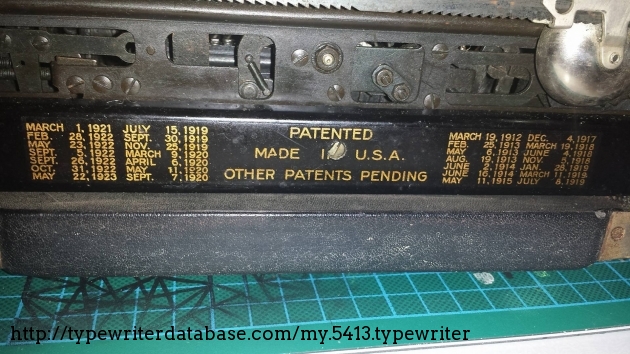 MARCH 1,1921 JULY 15,1919
FEB. 28,1922 SEPT. 30,1919
MAY 23,1922 NOV. 25,1919
SEPT. 5,1922 MARCH 9,1920
SEPT. 26,1922 APRIL 6,1920
OCT. 31,1922 MAY 11,1920
MAY 22,1923 SEPT. 7,1920
PATENTED
MADE IN U.S.A.
OTHER PATENTS PENDING
MARCH 19,1912 DEC. 4,1917
FEB. 25,1913 MARCH 19,1918
MAY 6,1913 JUNE 4,1918
AUG. 19,1913 NOV. 5,1918
JUNE 2,1914 JAN. 28,1919
JUNE 16,1914 MARCH 11,1919
MAY 11,1915 JULY 8,1919
http://typewriterdatabase.com/my.5413.typewriter